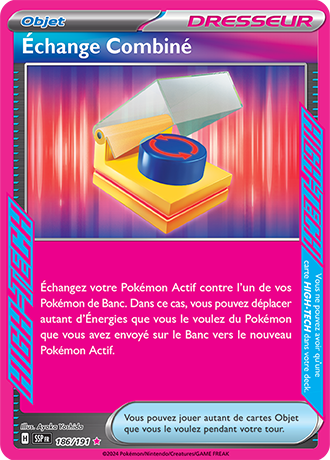 Objet
DRESSEUR
Échange Combiné
HIGH-TECH
HIGH-TECH
Vous ne pouvez avoir qu'une
carte HIGH-TECH dans votre deck.
Échangez votre Pokémon Actif contre l'un de vos
Pokémon de Banc. Dans ce cas, vous pouvez déplacer
autant d'Énergies que vous le voulez du Pokémon
que vous avez envoyé sur le Banc vers le nouveau
Pokémon Actif.
Illus. Ayaka Yoshida
H SSP FR 186/191
Vous pouvez jouer autant de cartes Objet
que vous le voulez pendant votre tour.
©2024 Pokémon/Nintendo/Creatures/GAME FREAK